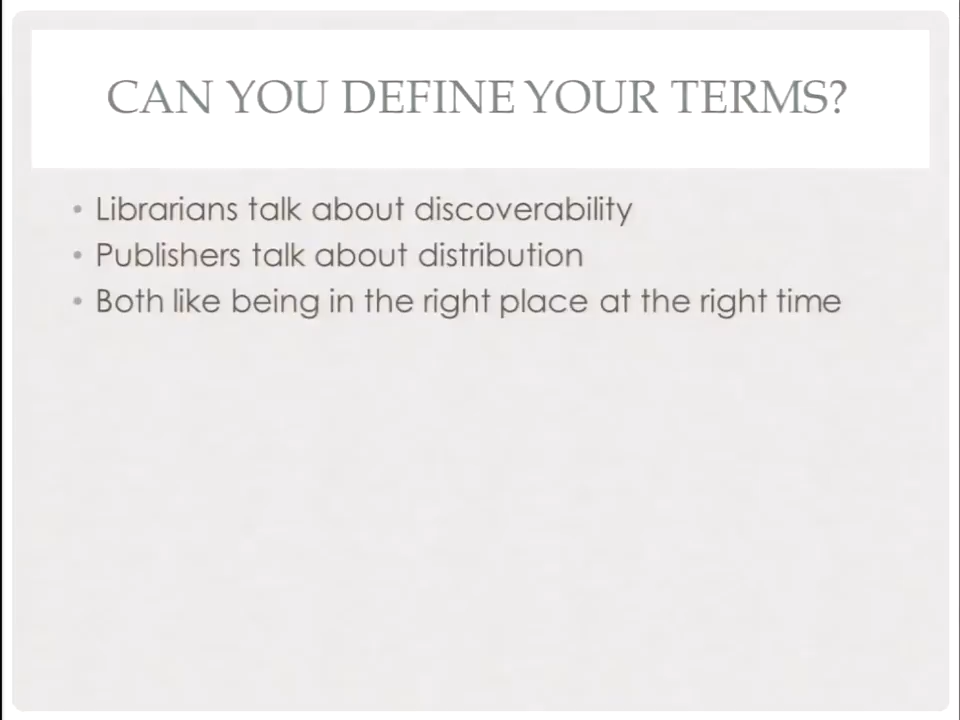 CAN YOU DEFINE YOUR TERMS?
• Librarians talk about discoverability
• Publishers talk about distribution
• Both like being in the right place at the right time